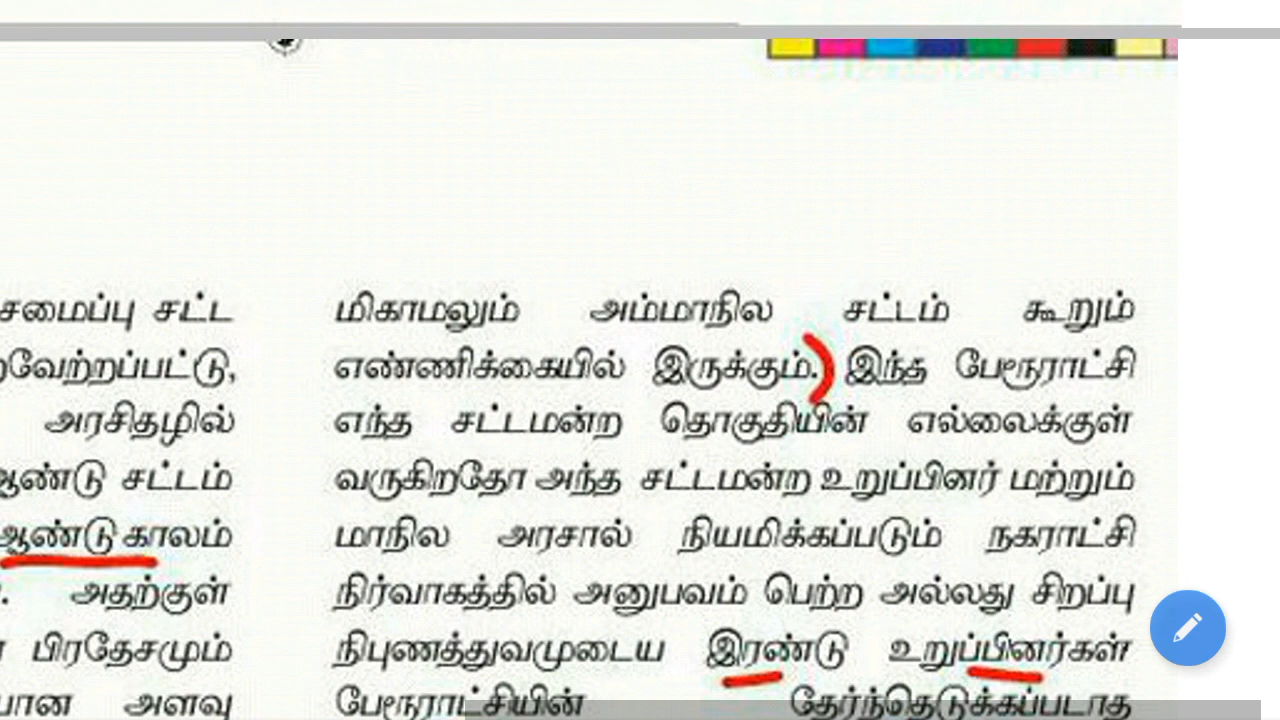 சமைப்பு சட்ட
றவேற்றப்பட்டு,
அரசிதழில்
ஆண்டு சட்டம்
ஆண்டு காலம்
. அதற்குள்
பிரதேசமும்
யான அளவு
மிகாமலும் அம்மாநில சட்டம் கூறும்
எண்ணிக்கையில் இருக்கும். இந்த பேரூராட்சி
எந்த சட்டமன்ற தொகுதியின் எல்லைக்குள்
வருகிறதோ அந்த சட்டமன்ற உறுப்பினர் மற்றும்
மாநில அரசால் நியமிக்கப்படும் நகராட்சி
நிர்வாகத்தில் அனுபவம் பெற்ற அல்லது சிறப்பு
நிபுணத்துவமுடைய இரண்டு உறுப்பினர்கள்
பேரூராட்சியின் தேர்ந்தெடுக்கப்படாத